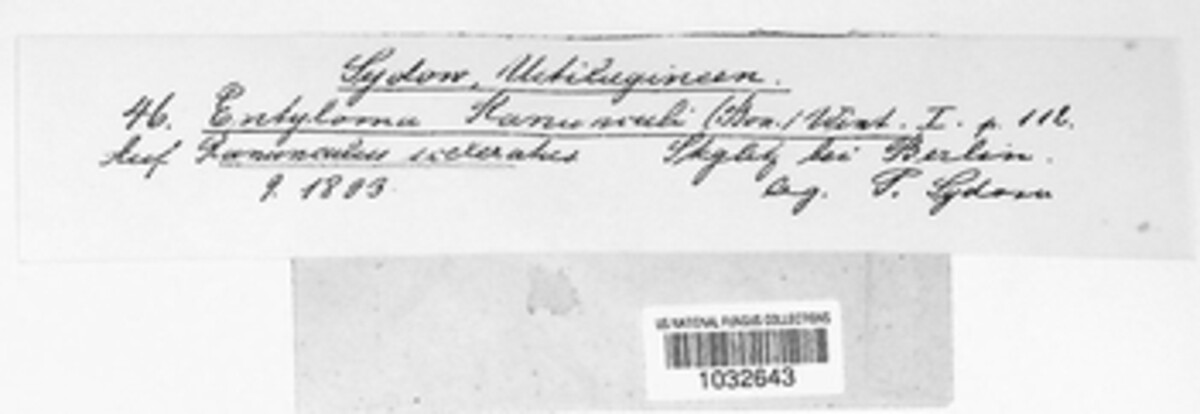 Sydow, Ustilagineen.
46. Entyloma Ranunculi (Bon.) Wint. I. p. 112.
Auf Ranunculus sceleratus Steglitz bei Berlin.
9. 1893. leg. P. Sydow
US NATIONAL FUNGUS COLLECTIONS
1032643